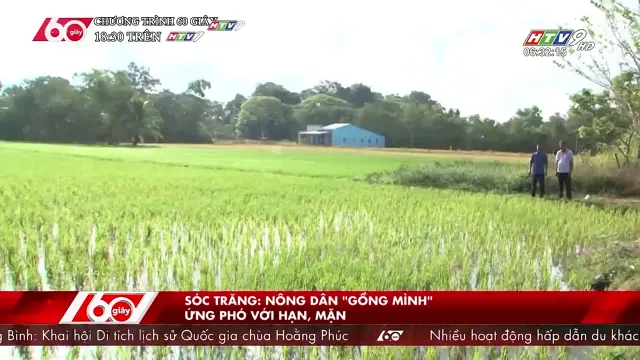 60 giây
CHƯƠNG TRÌNH 60 GIÂY
18:30 TRÊN HTV7 HTV9
HTV9 HD
06:32:15
60 giây
SÓC TRĂNG: NÔNG DÂN "GỒNG MÌNH"
ỨNG PHÓ VỚI HẠN, MẶN
g Bình: Khai hội Di tích lịch sử Quốc gia chùa Hoằng Phúc 60 Nhiều hoạt động hấp dẫn du khác